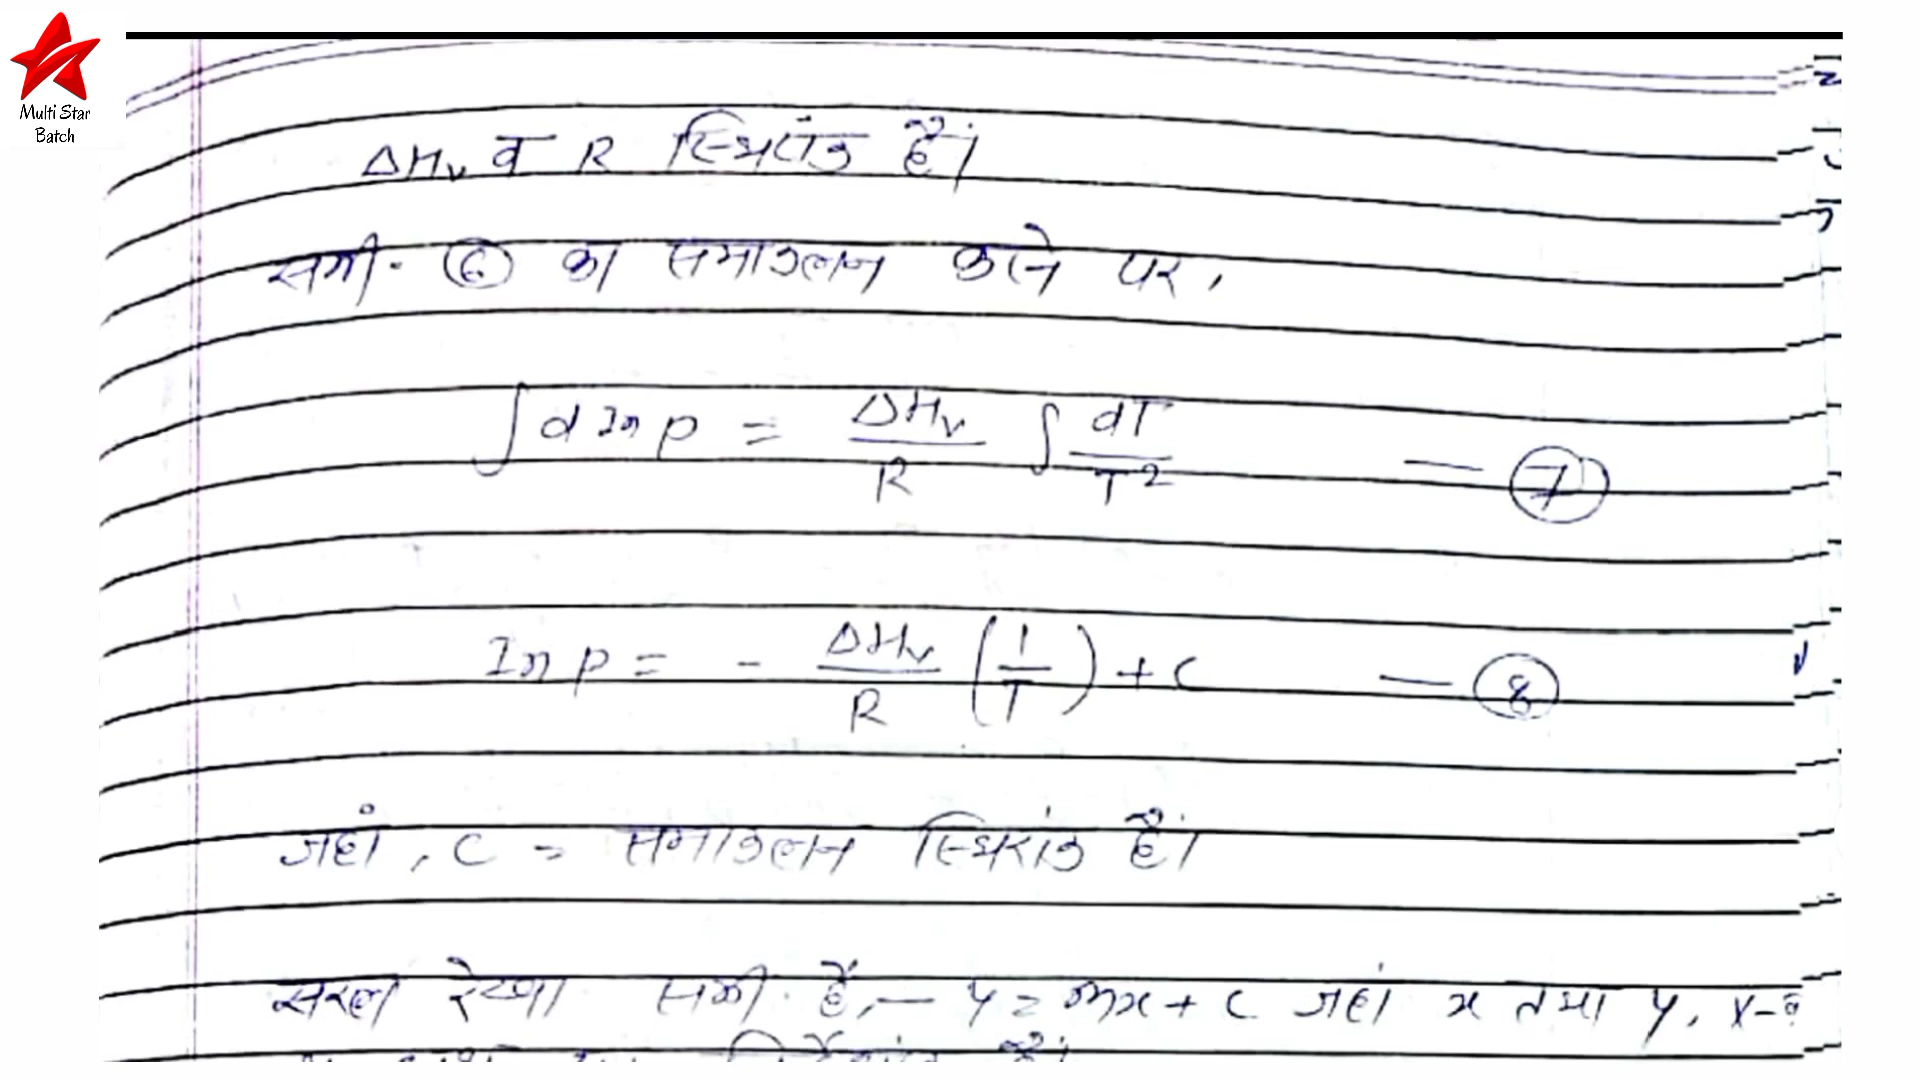 Multi Star
Batch
ΔHv व R स्थिरांक हैं।
समी. ⑥ का समाकलन करने पर,
∫ d ln p = ΔHv/R ∫ dT/T² — ⑦
ln p = - ΔHv/R (1/T) + C — ⑧
जहां, C = समाकलन स्थिरांक है।
सरल रेखा समी. है,— y = mx + C जहां x तथा y, x-